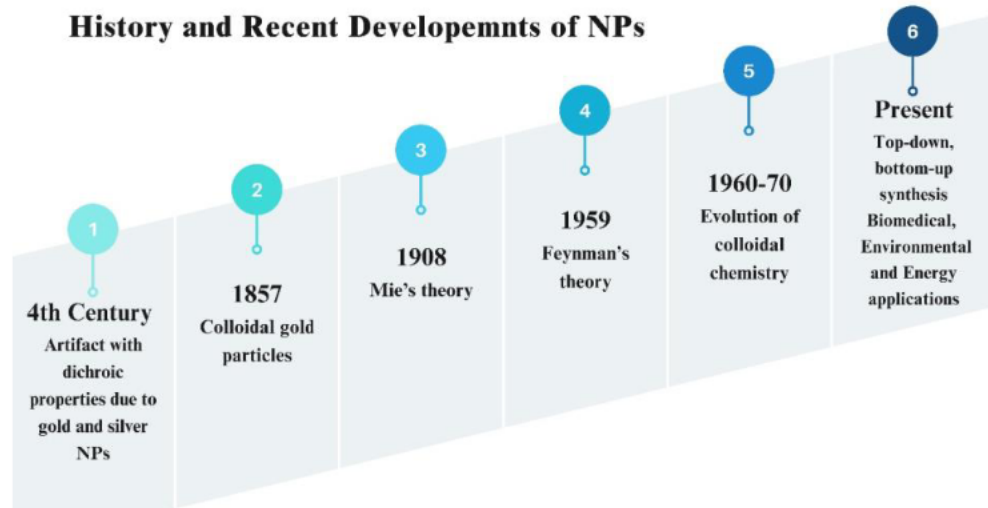 History and Recent Developemnts of NPs
1
4th Century
Artifact with
dichroic
properties due to
gold and silver
NPs
2
1857
Colloidal gold
particles
3
1908
Mie's theory
4
1959
Feynman's
theory
5
1960-70
Evolution of
colloidal
chemistry
6
Present
Top-down,
bottom-up
synthesis
Biomedical,
Environmental
and Energy
applications